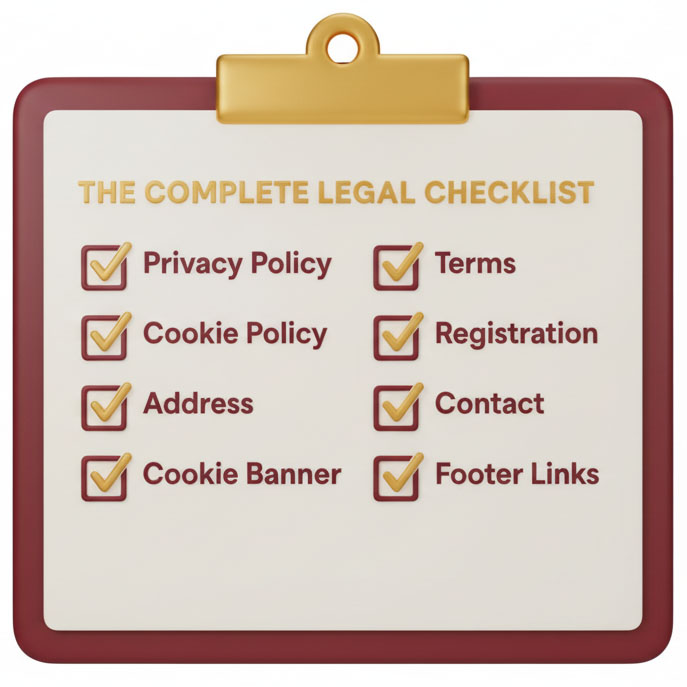 THE COMPLETE LEGAL CHECKLIST
Privacy Policy
Cookie Policy
Address
Cookie Banner
Terms
Registration
Contact
Footer Links